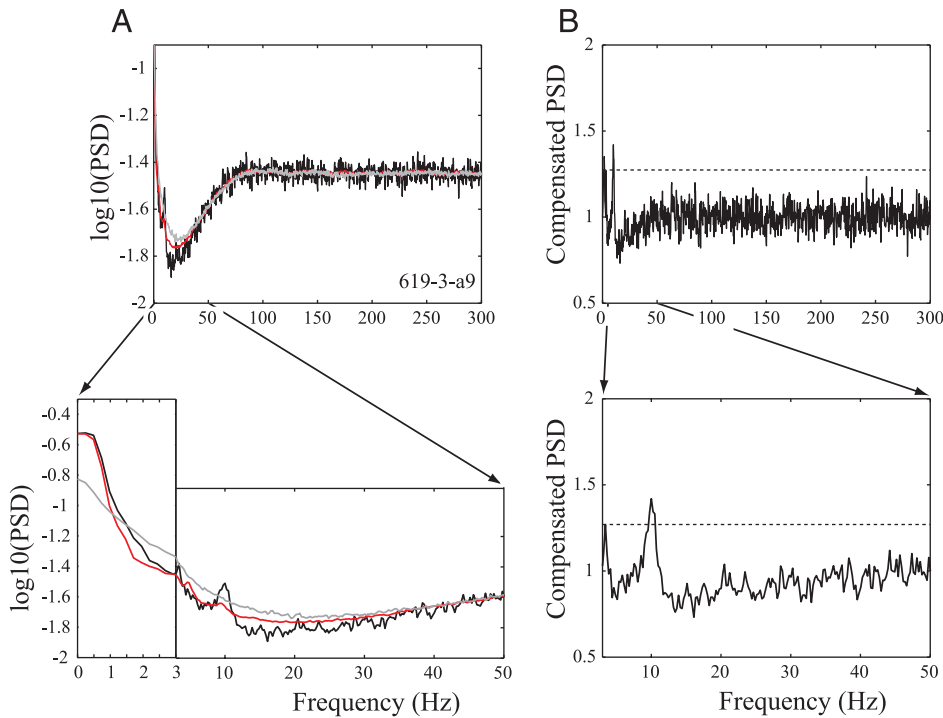 A
log10(PSD)
-1
-1.2
-1.4
-1.6
-1.8
-2
619-3-a9
0 50 100 150 200 250 300
B
Compensated PSD
2
1.5
1
0.5
0 50 100 150 200 250 300
log10(PSD)
-0.4
-0.6
-0.8
-1
-1.2
-1.4
-1.6
-1.8
-2
0 1 2 3 10 20 30 40 50
Frequency (Hz)
Compensated PSD
2
1.5
1
0.5
10 20 30 40 50
Frequency (Hz)